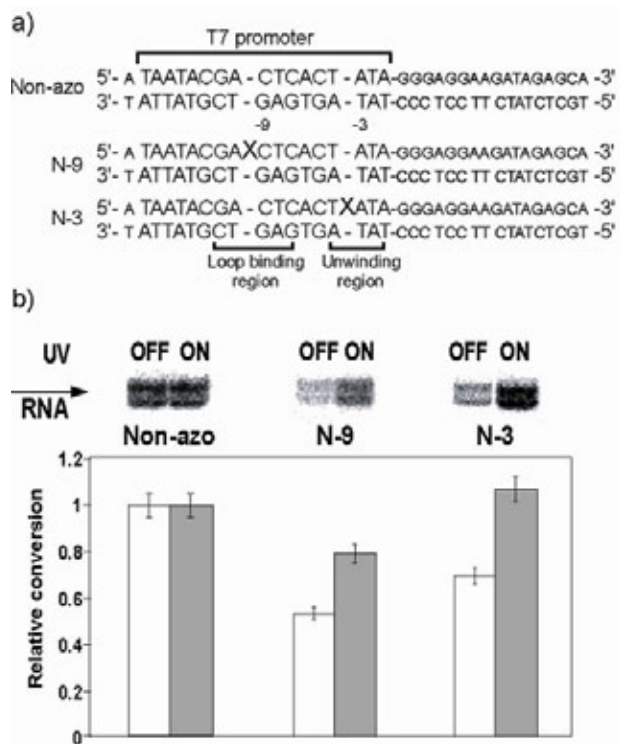 a)
T7 promoter
Non-azo
5'- A TAATACGA - CTCACT - ATA-GGGAGGAAGATAGAGCA -3'
3'- T ATTATGCT - GAGTGA - TAT-CCC TCC TT CTATCTCGT -5'
-9 -3
N-9
5'- A TAATACGAXCTCACT - ATA-GGGAGGAAGATAGAGCA -3'
3'- T ATTATGCT - GAGTGA - TAT-CCC TCC TT CTATCTCGT -5'
N-3
5'- A TAATACGA - CTCACTXATA-GGGAGGAAGATAGAGCA -3'
3'- T ATTATGCT - GAGTGA - TAT-CCC TCC TT CTATCTCGT -5'
Loop binding region
Unwinding region
b)
UV OFF ON OFF ON OFF ON
RNA
Non-azo N-9 N-3
Relative conversion
1.2
1
0.8
0.6
0.4
0.2
0